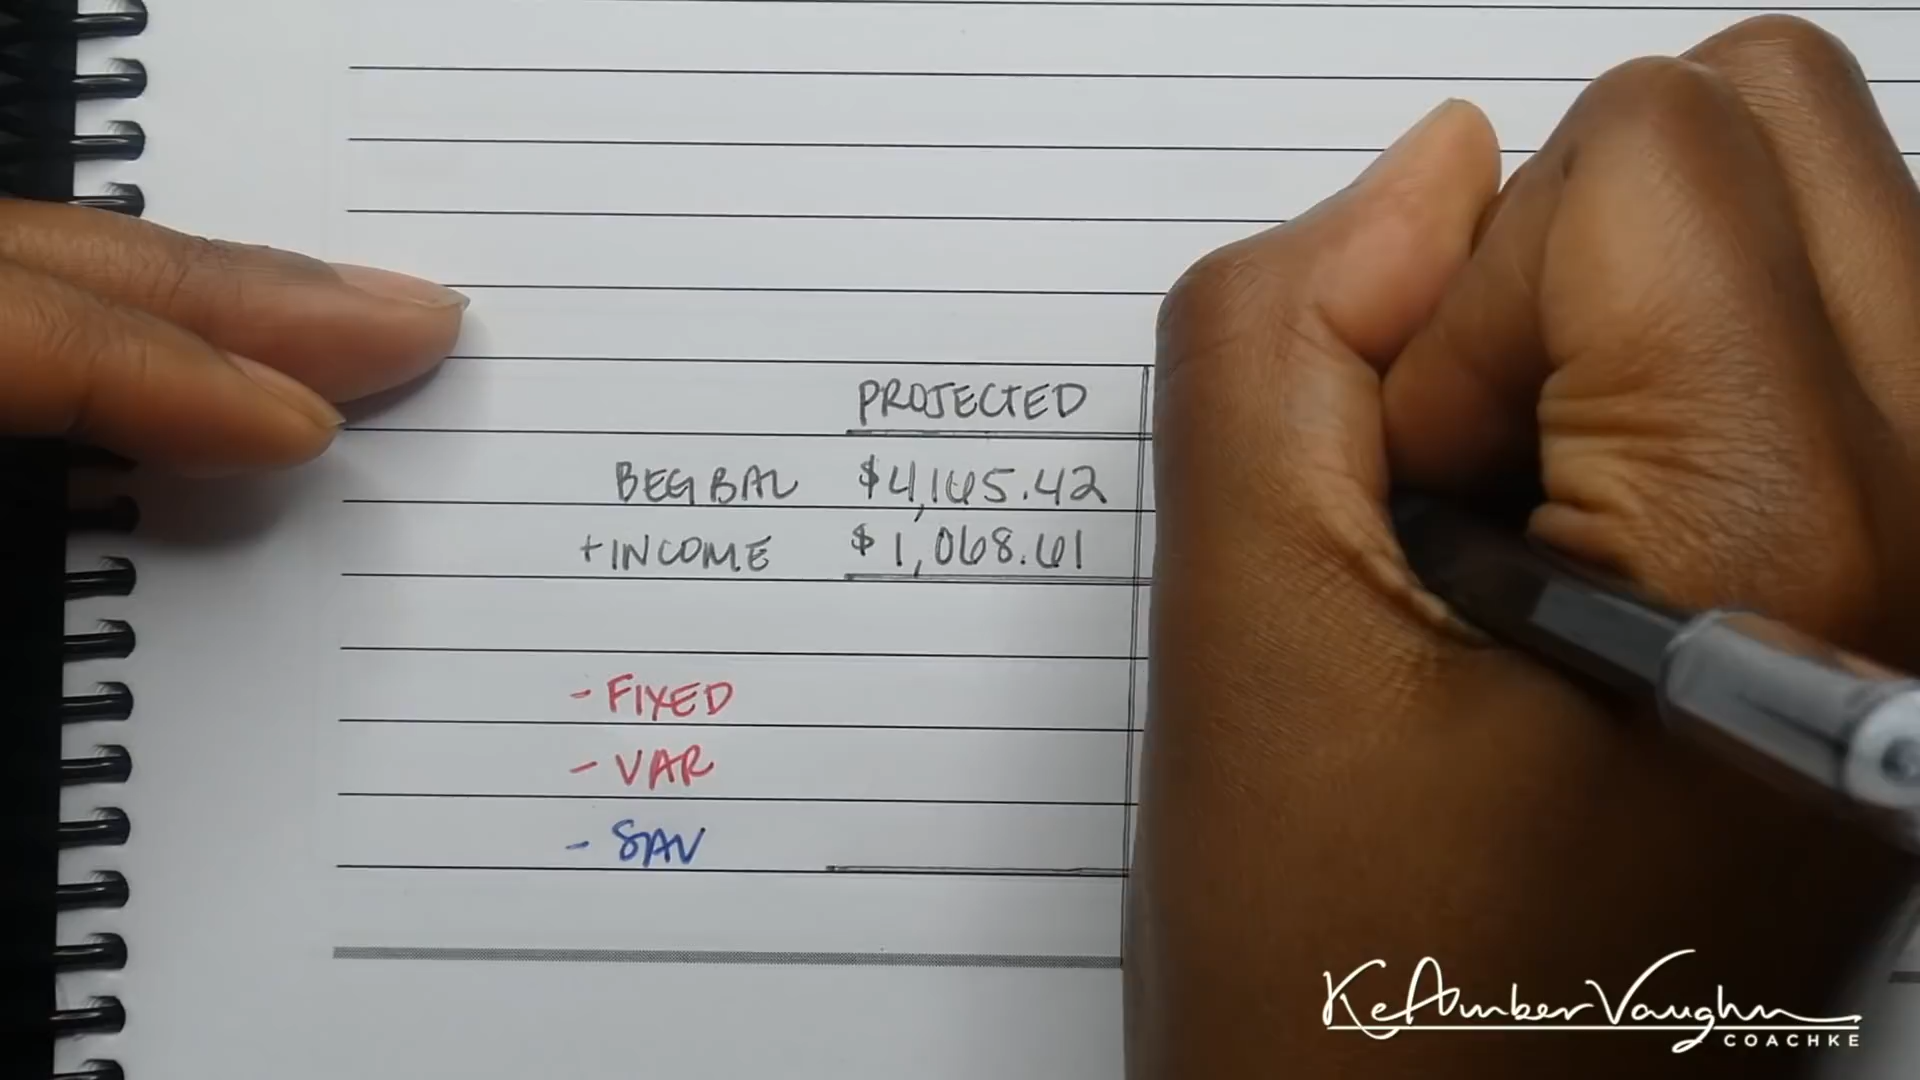 PROJECTED
BEG BAL $4,165.42
+ INCOME $1,068.61
- FIXED
- VAR
- SAV
KeAmber Vaughn
COACHKE